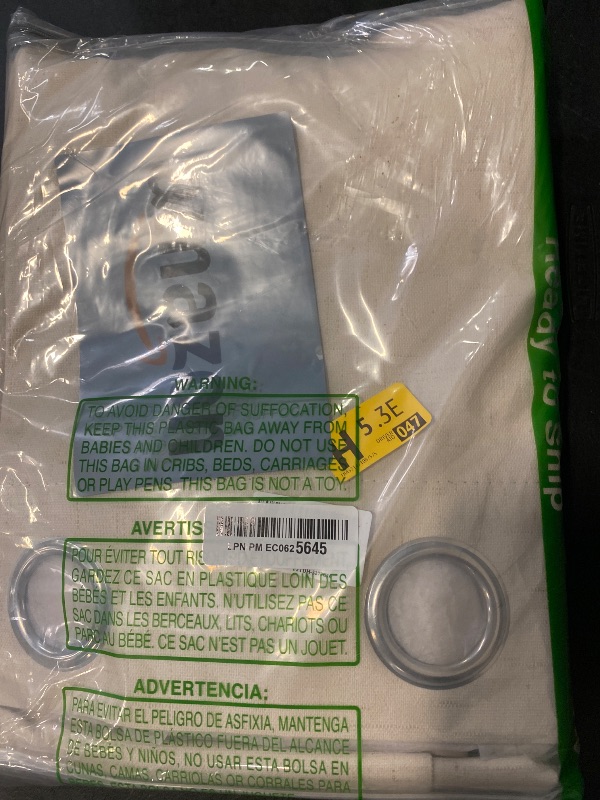 Ready to Ship
WARNING:
TO AVOID DANGER OF SUFFOCATION,
KEEP THIS PLASTIC BAG AWAY FROM
BABIES AND CHILDREN. DO NOT USE
THIS BAG IN CRIBS, BEDS, CARRIAGES
OR PLAY PENS. THIS BAG IS NOT A TOY.
H 5 .3E
047
AVERTIS
LPN PM EC062 5645
POUR ÉVITER TOUT RIS
GARDEZ CE SAC EN PLASTIQUE LOIN DES
BÉBÉS ET LES ENFANTS. N'UTILISEZ PAS CE
SAC DANS LES BERCEAUX, LITS, CHARIOTS OU
PARC AU BÉBÉ. CE SAC N'EST PAS UN JOUET.
ADVERTENCIA:
PARA EVITAR EL PELIGRO DE ASFIXIA, MANTENGA
ESTA BOLSA DE PLÁSTICO FUERA DEL ALCANCE
DE BEBÉS Y NIÑOS, NO USAR ESTA BOLSA EN
CUNAS, CAMAS, CARRIOLAS OR CORRALES PARA